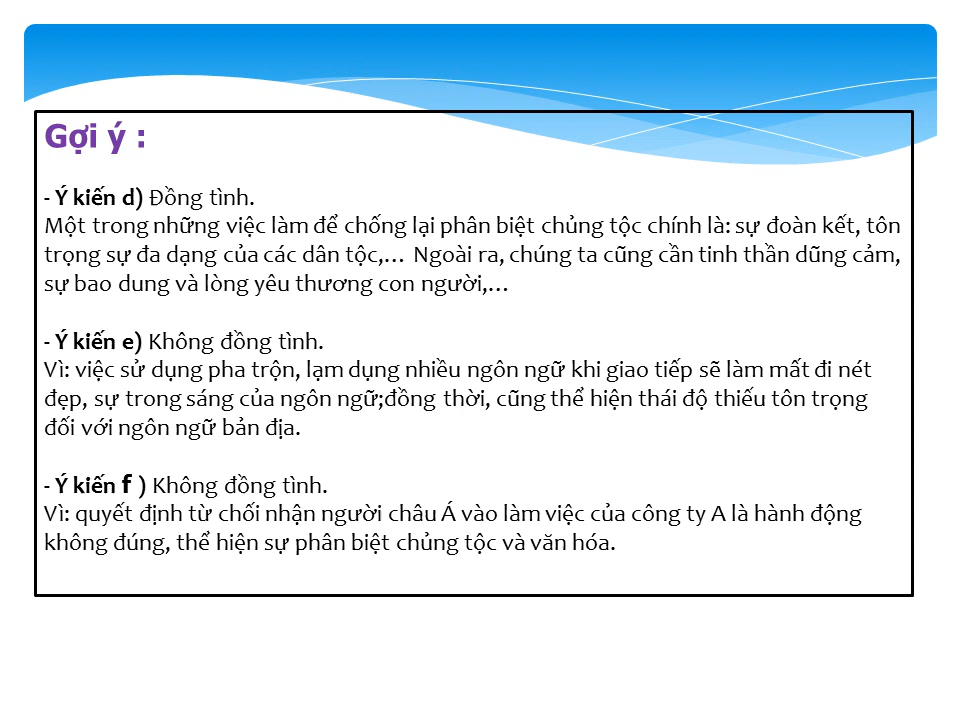 Gợi ý :
- Ý kiến d) Đồng tình.
Một trong những việc làm để chống lại phân biệt chủng tộc chính là: sự đoàn kết, tôn
trọng sự đa dạng của các dân tộc,… Ngoài ra, chúng ta cũng cần tinh thần dũng cảm,
sự bao dung và lòng yêu thương con người,…
- Ý kiến e) Không đồng tình.
Vì: việc sử dụng pha trộn, lạm dụng nhiều ngôn ngữ khi giao tiếp sẽ làm mất đi nét
đẹp, sự trong sáng của ngôn ngữ;đồng thời, cũng thể hiện thái độ thiếu tôn trọng
đối với ngôn ngữ bản địa.
- Ý kiến f ) Không đồng tình.
Vì: quyết định từ chối nhận người châu Á vào làm việc của công ty A là hành động
không đúng, thể hiện sự phân biệt chủng tộc và văn hóa.